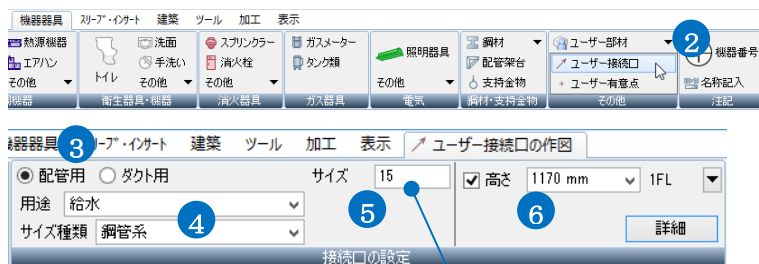 機器器具 スリーブ・インサート 建築 ツール 加工 表示
熱源機器 洗面 スプリンクラー ガスメーター 鋼材 ユーザー部材
エアハン 手洗い 消火栓 タンク類 照明器具 配管架台 ユーザー接続口 機器番号
その他 トイレ その他 その他 その他 支持金物 ユーザー有意点 名称記入
機器 衛生器具・機器 消火器具 ガス器具 電気 鋼材・支持金物 その他 注記
2
機器器具 リーブ・インサート 建築 ツール 加工 表示 ユーザー接続口の作図
3
配管用 ダクト用 サイズ 15 高さ 1170 mm 1FL
用途 給水
4 5 6
サイズ種類 鋼管系 詳細
接続口の設定